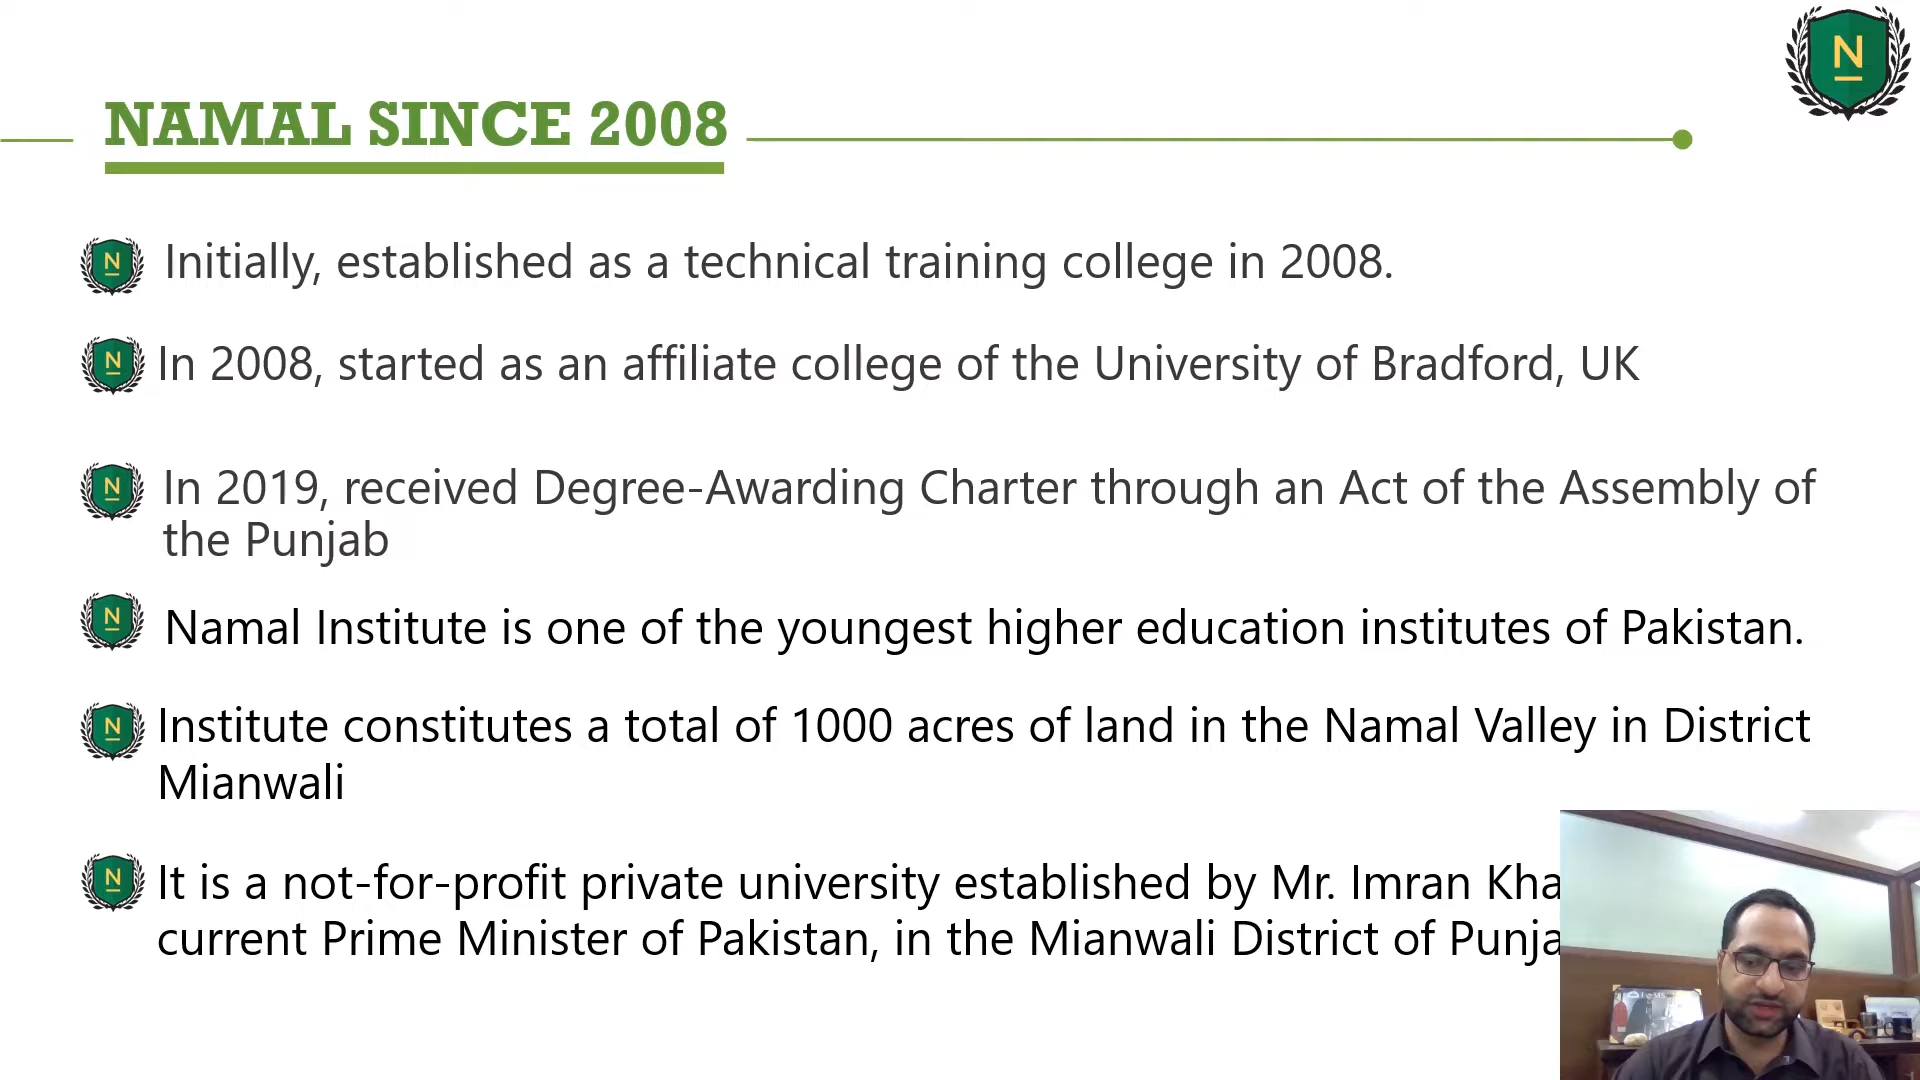 N
NAMAL SINCE 2008
N Initially, established as a technical training college in 2008.
N In 2008, started as an affiliate college of the University of Bradford, UK
N In 2019, received Degree-Awarding Charter through an Act of the Assembly of
the Punjab
N Namal Institute is one of the youngest higher education institutes of Pakistan.
N Institute constitutes a total of 1000 acres of land in the Namal Valley in District
Mianwali
N It is a not-for-profit private university established by Mr. Imran Kha
current Prime Minister of Pakistan, in the Mianwali District of Punja